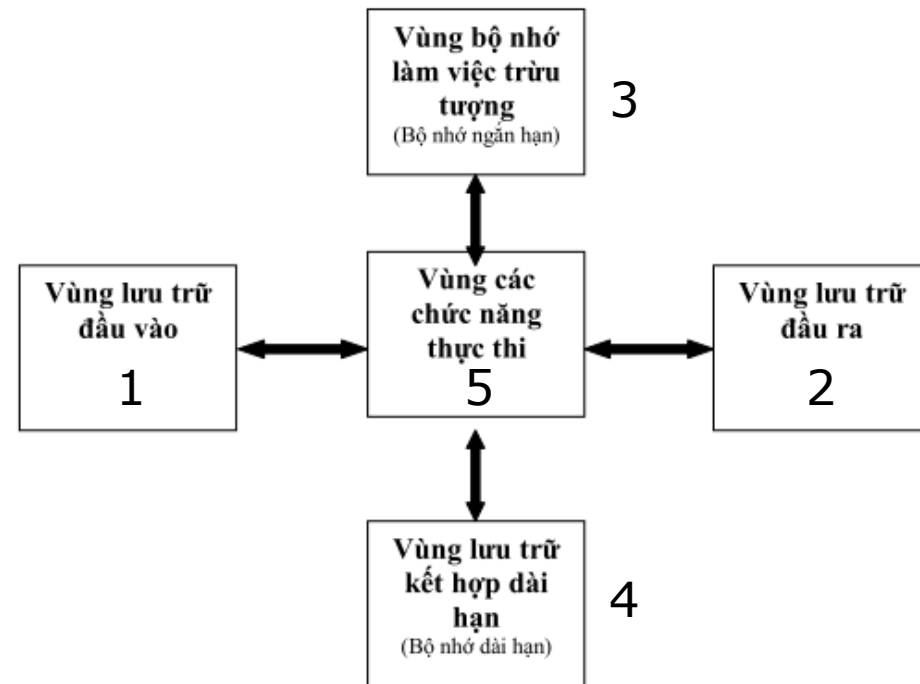 Vùng bộ nhớ
làm việc trừu
tượng
(Bộ nhớ ngắn hạn)
3
Vùng lưu trữ
đầu vào
1
Vùng các
chức năng
thực thi
5
Vùng lưu trữ
đầu ra
2
Vùng lưu trữ
kết hợp dài
hạn
(Bộ nhớ dài hạn)
4